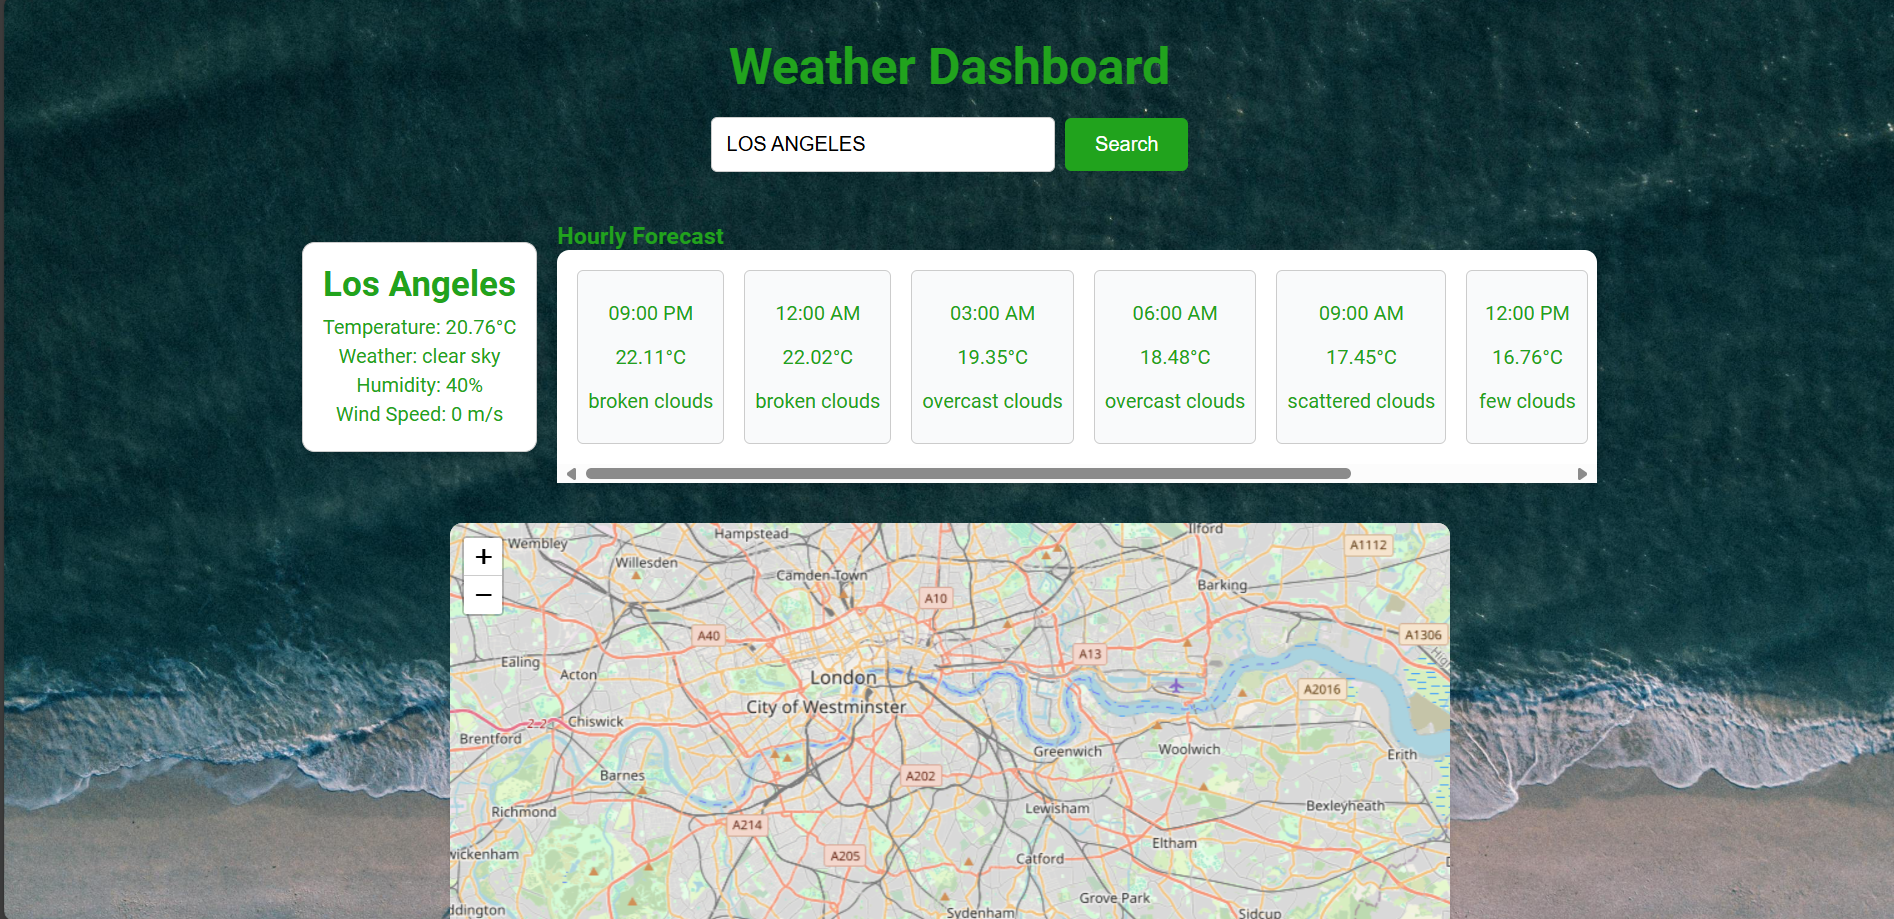 Weather Dashboard
LOS ANGELES
Search
Los Angeles
Temperature: 20.76°C
Weather: clear sky
Humidity: 40%
Wind Speed: 0 m/s
Hourly Forecast
09:00 PM
22.11°C
broken clouds
12:00 AM
22.02°C
broken clouds
03:00 AM
19.35°C
overcast clouds
06:00 AM
18.48°C
overcast clouds
09:00 AM
17.45°C
scattered clouds
12:00 PM
16.76°C
few clouds
+
−
Hampstead
Ilford
Wembley
A1112
Willesden
Camden Town
Barking
A10
A40
A1306
A13
Ealing
Acton
London
A2016
City of Westminster
2-2
Chiswick
Brentford
Greenwich
Woolwich
Erith
Barnes
A202
Richmond
Lewisham
Bexleyheath
A214
Eltham
wickenham
A205
Catford
Grove Park
ddington
Sydenham
Sidcup